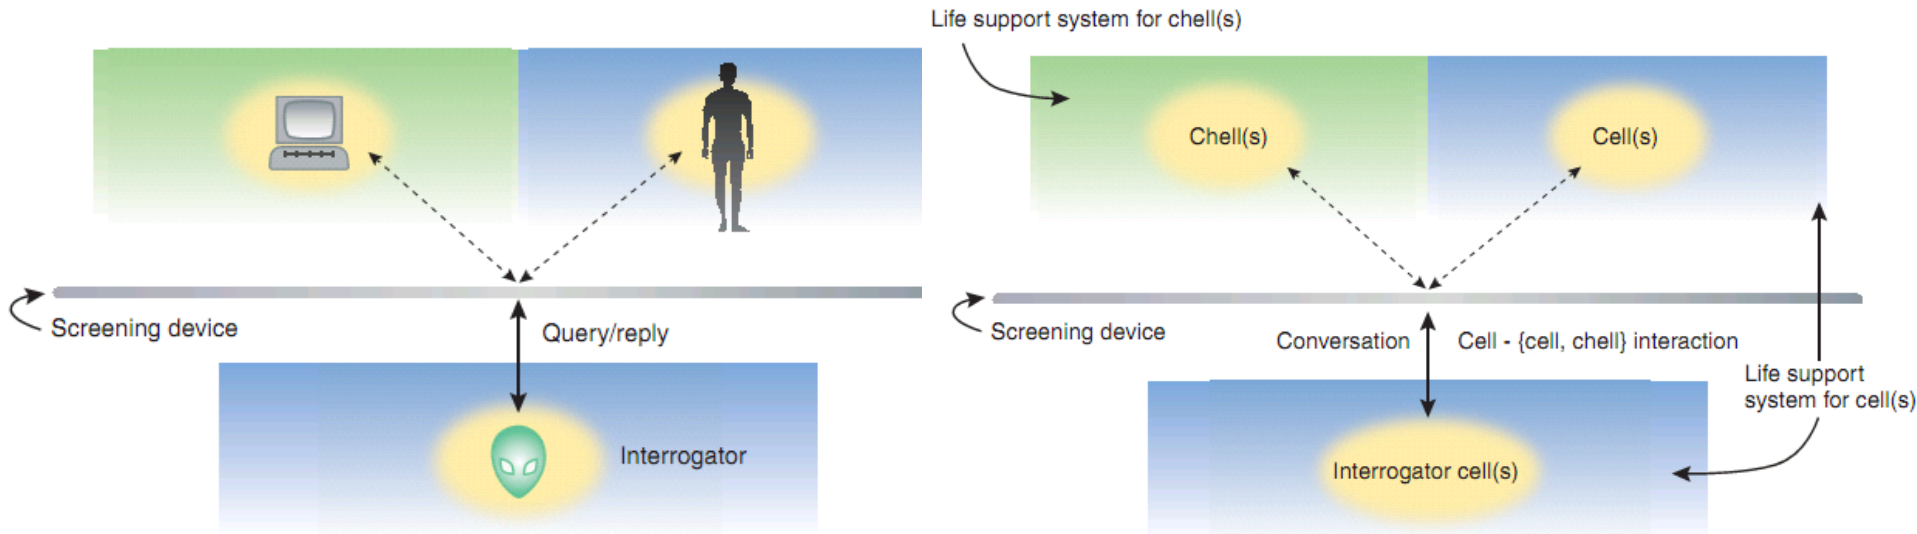 Screening device
Query/reply
Interrogator
Life support system for chell(s)
Chell(s)
Cell(s)
Screening device
Conversation
Cell - {cell, chell} interaction
Life support
system for cell(s)
Interrogator cell(s)